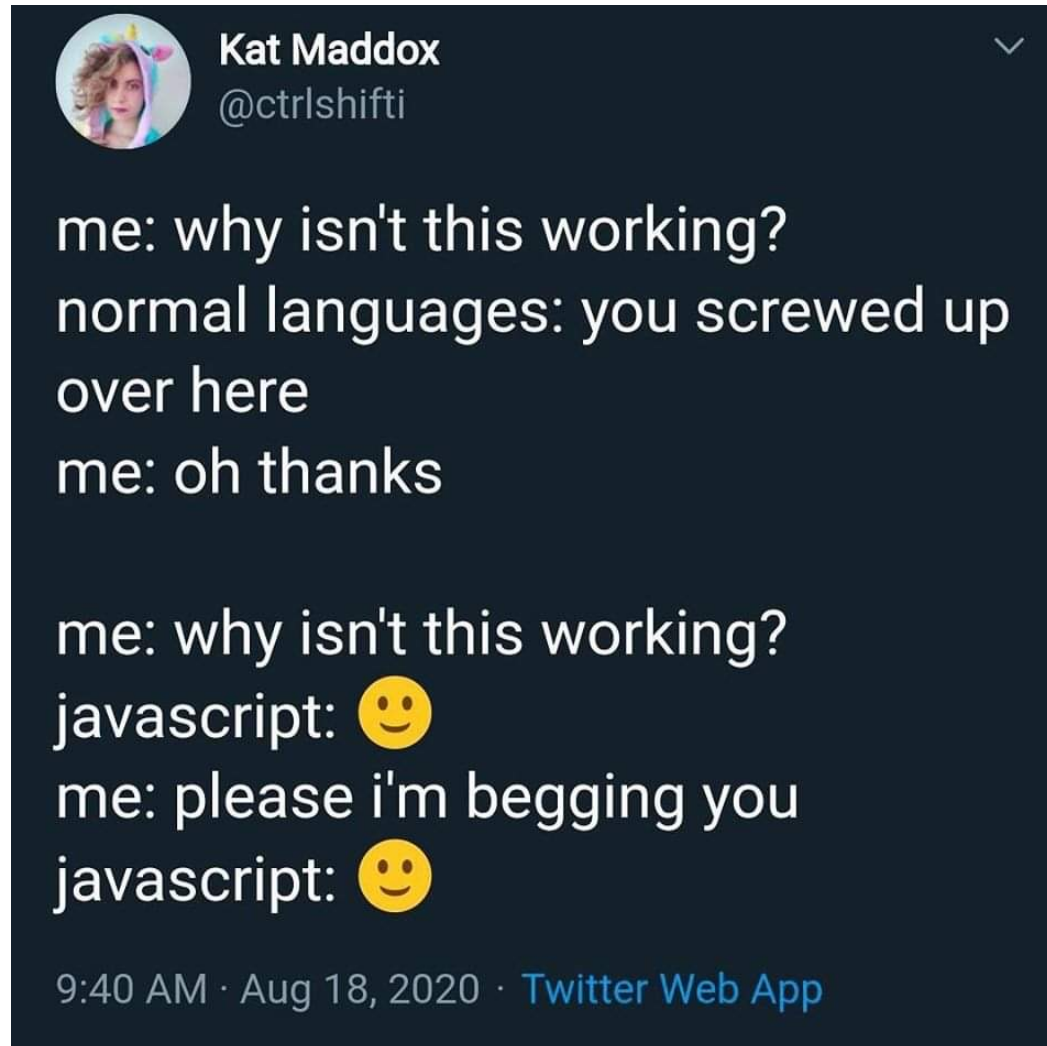 Kat Maddox
@ctrlshifti
me: why isn't this working?
normal languages: you screwed up
over here
me: oh thanks
me: why isn't this working?
javascript: 🙂
me: please i'm begging you
javascript: 🙂
9:40 AM · Aug 18, 2020 · Twitter Web App